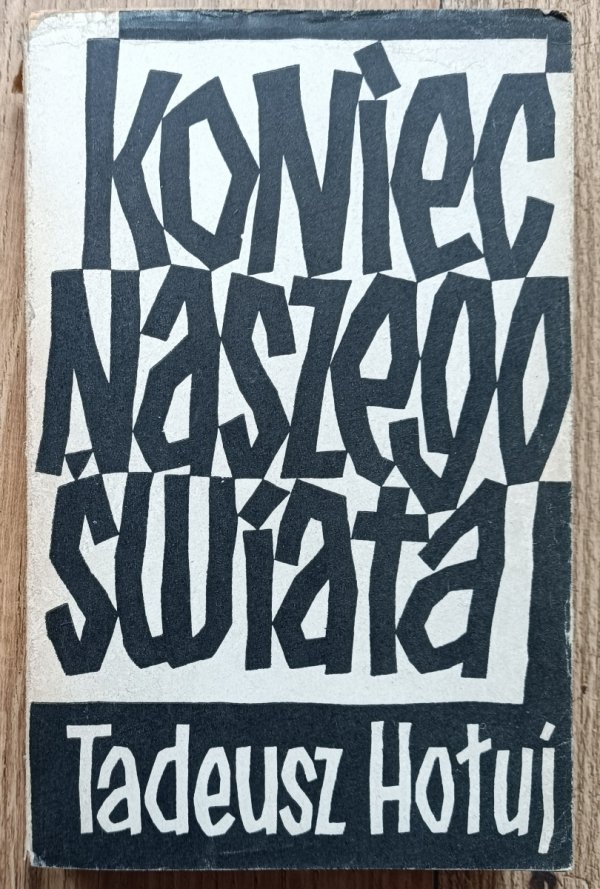 Koniec
Naszego
Świata
Tadeusz Hołuj